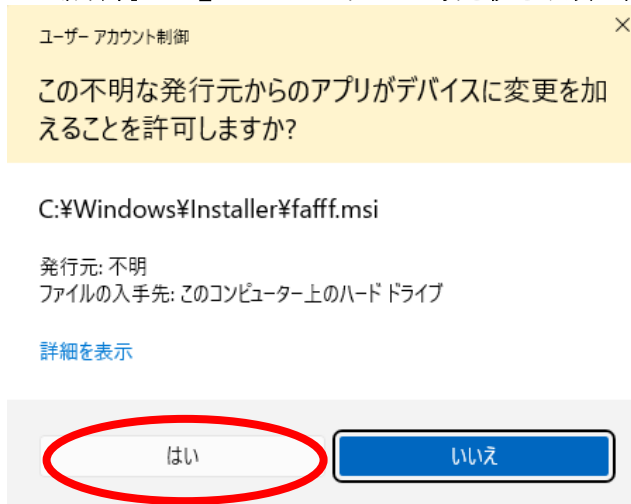 ユーザー アカウント制御
この不明な発行元からのアプリがデバイスに変更を加
えることを許可しますか?
C:¥Windows¥Installer¥fafff.msi
発行元: 不明
ファイルの入手先: このコンピューター上のハード ドライブ
詳細を表示
はい
いいえ